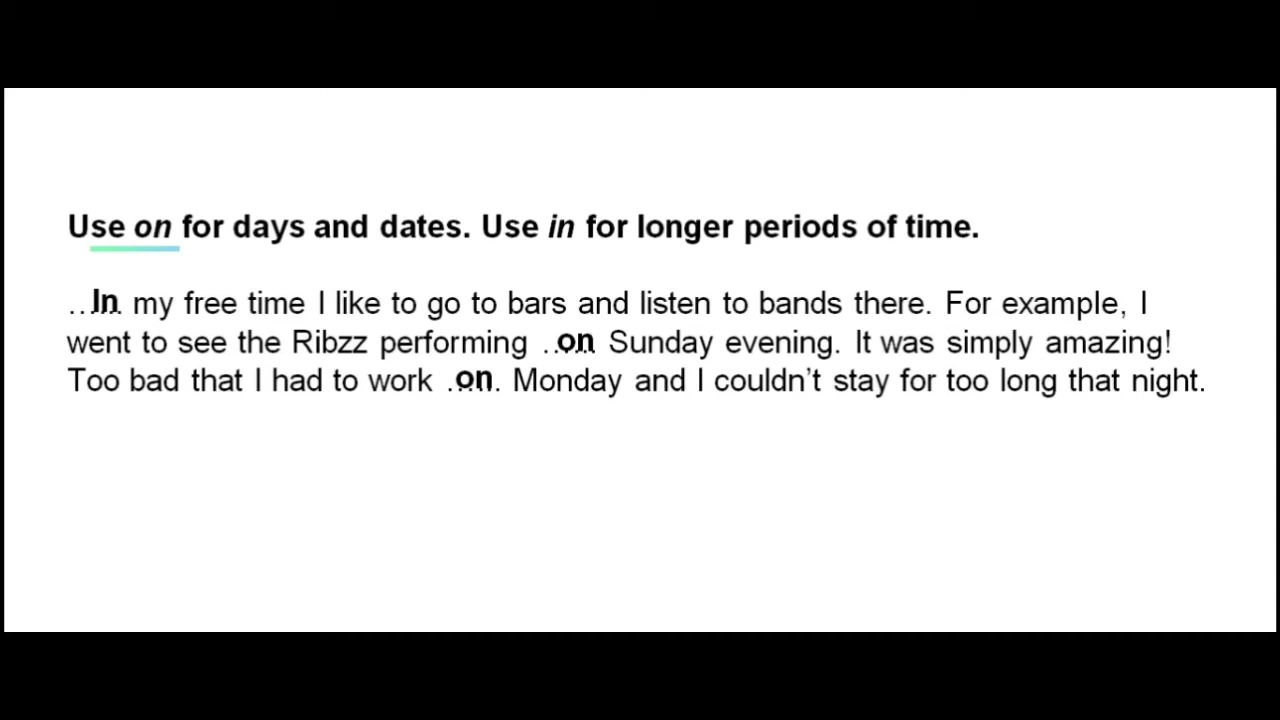 Use on for days and dates. Use in for longer periods of time.
...In. my free time I like to go to bars and listen to bands there. For example, I
went to see the Ribzz performing ..on.. Sunday evening. It was simply amazing!
Too bad that I had to work ..on.. Monday and I couldn’t stay for too long that night.